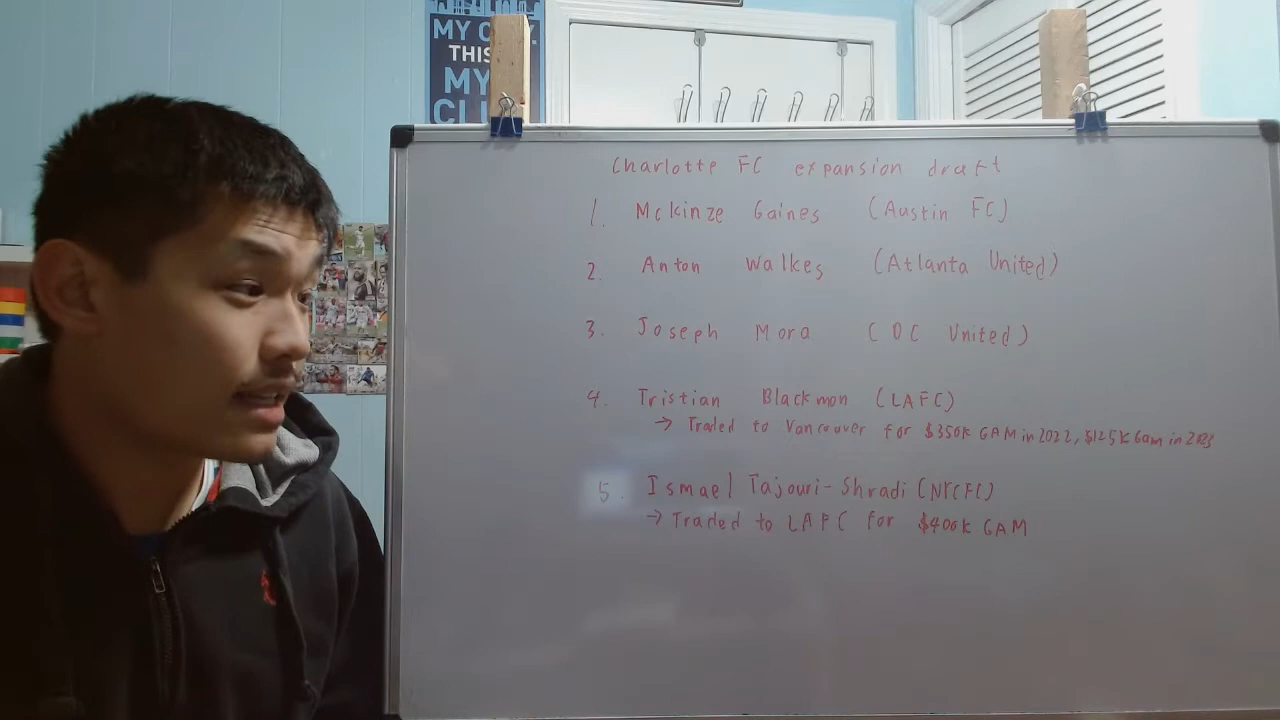 MY C
THIS
MY
CL
Charlotte FC expansion draft
1. Mckinze Gaines (Austin FC)
2. Anton Walkes (Atlanta United)
3. Joseph Mora (DC United)
4. Tristian Blackmon (LAFC)
→ Traded to Vancouver for $350K GAM in 2022, $125K Gam in 2023
5. Ismael Tajouri-Shradi (NYCFC)
→ Traded to LAFC for $400K GAM